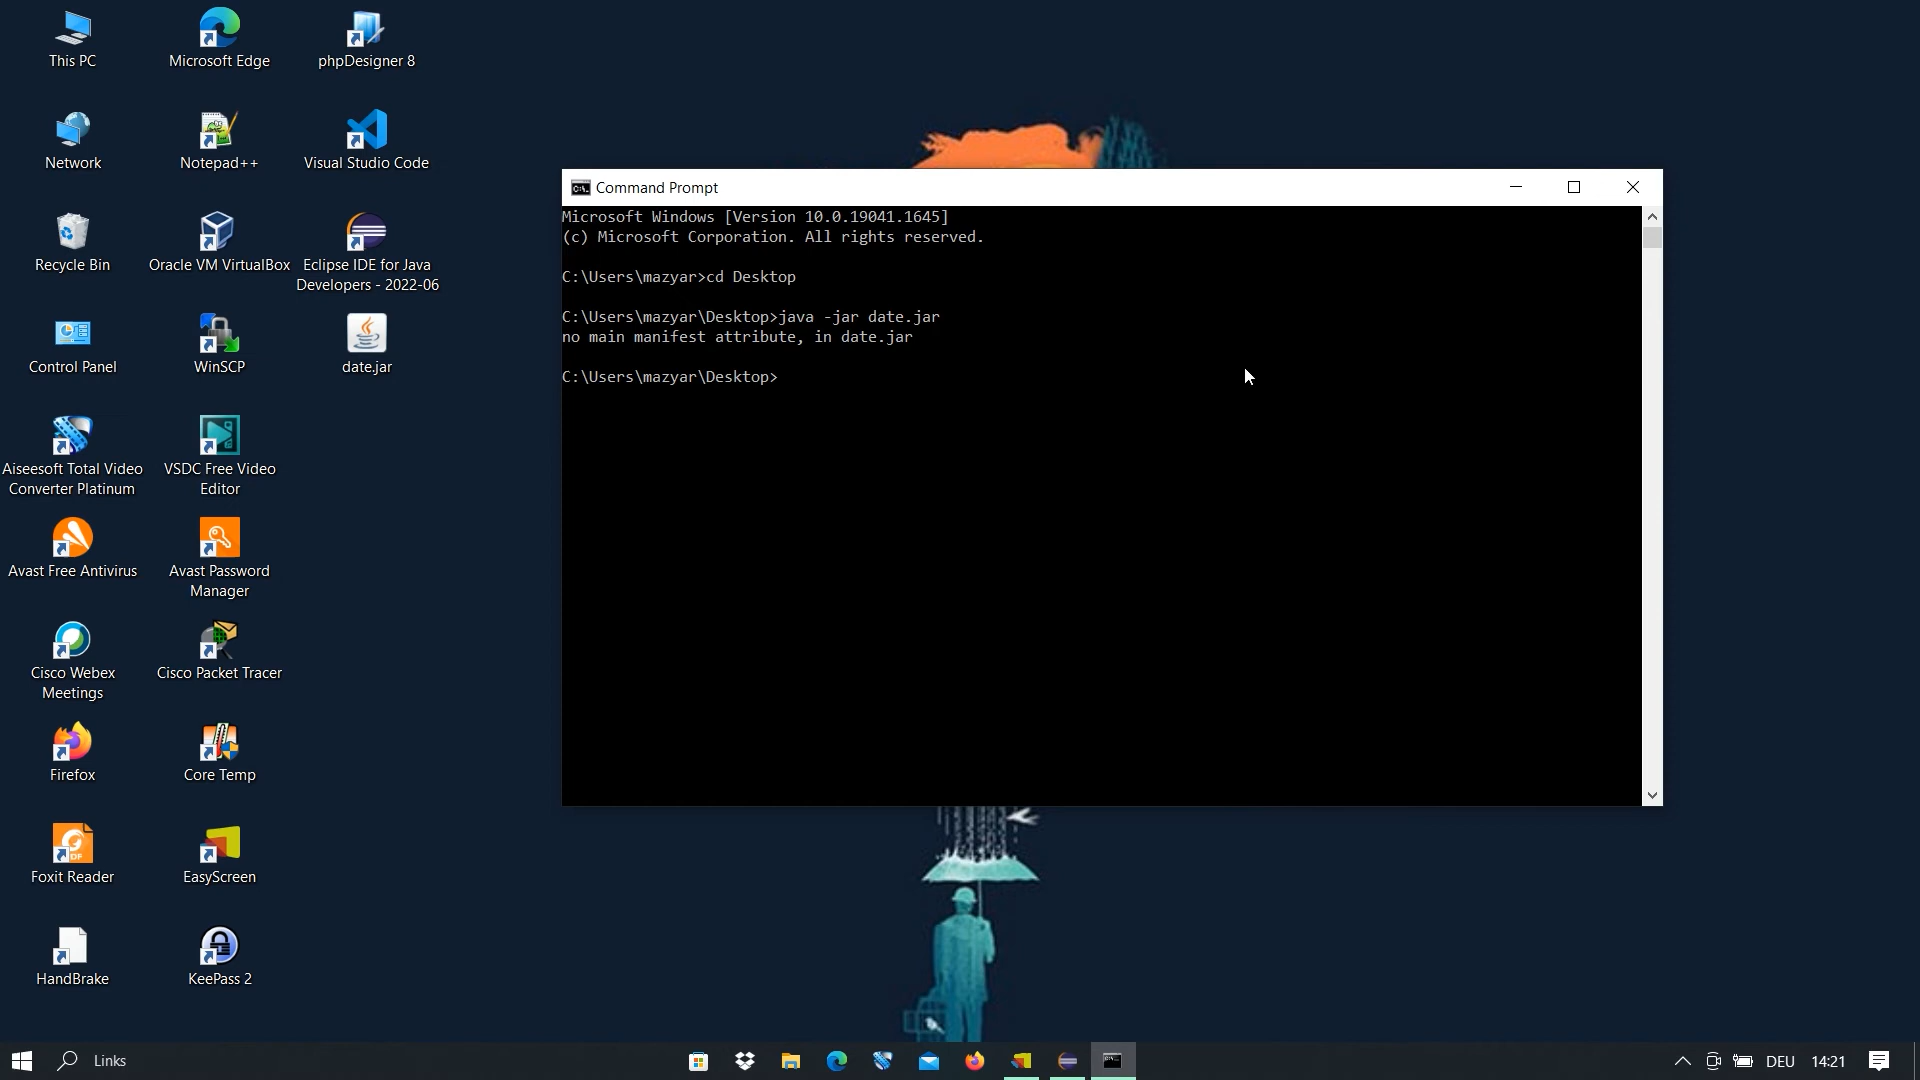 This PC
Microsoft Edge
phpDesigner 8
Network
Notepad++
Visual Studio Code
Recycle Bin
Oracle VM VirtualBox
Eclipse IDE for Java
Developers - 2022-06
Control Panel
WinSCP
date.jar
Aiseesoft Total Video
Converter Platinum
VSDC Free Video
Editor
Avast Free Antivirus
Avast Password
Manager
Cisco Webex
Meetings
Cisco Packet Tracer
Firefox
Core Temp
Foxit Reader
EasyScreen
HandBrake
KeePass 2
Command Prompt
Microsoft Windows [Version 10.0.19041.1645]
(c) Microsoft Corporation. All rights reserved.
C:\Users\mazyar>cd Desktop
C:\Users\mazyar\Desktop>java -jar date.jar
no main manifest attribute, in date.jar
C:\Users\mazyar\Desktop>
Links
DEU
14:21